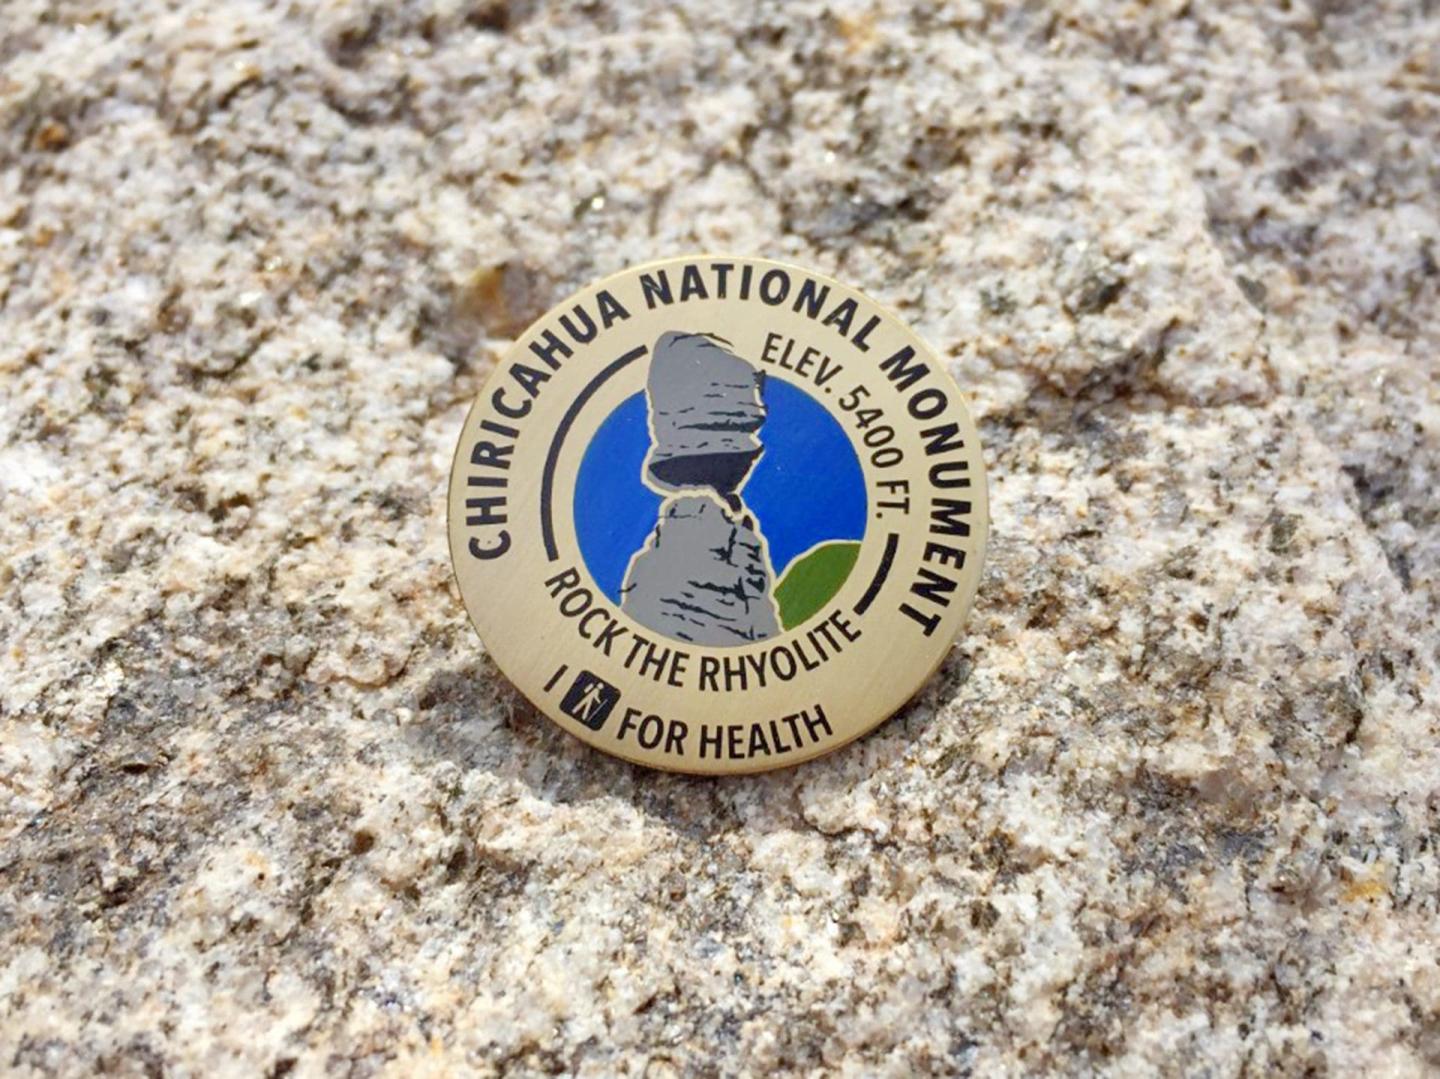 CHIRICAHUA NATIONAL MONUMENT
ELEV. 5400 FT.
ROCK THE RHYOLITE
I FOR HEALTH